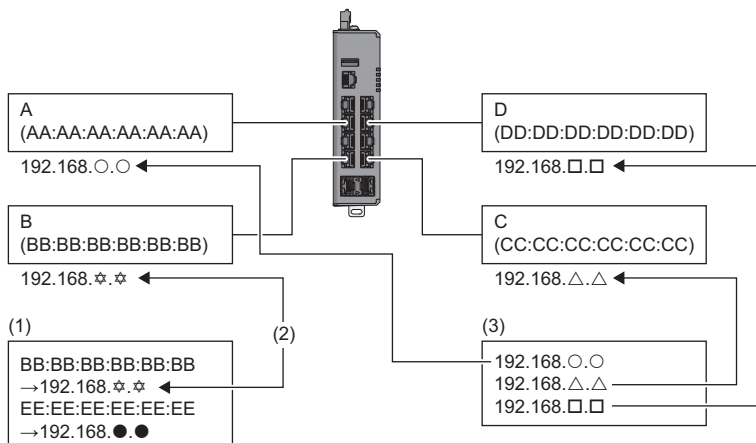 A
(AA:AA:AA:AA:AA:AA)
192.168.○.○
D
(DD:DD:DD:DD:DD:DD)
192.168.□.□
B
(BB:BB:BB:BB:BB:BB)
192.168.✡.✡
C
(CC:CC:CC:CC:CC:CC)
192.168.△.△
(1)
BB:BB:BB:BB:BB:BB
→192.168.✡.✡
EE:EE:EE:EE:EE:EE
→192.168.●.●
(2)
(3)
192.168.○.○
192.168.△.△
192.168.□.□